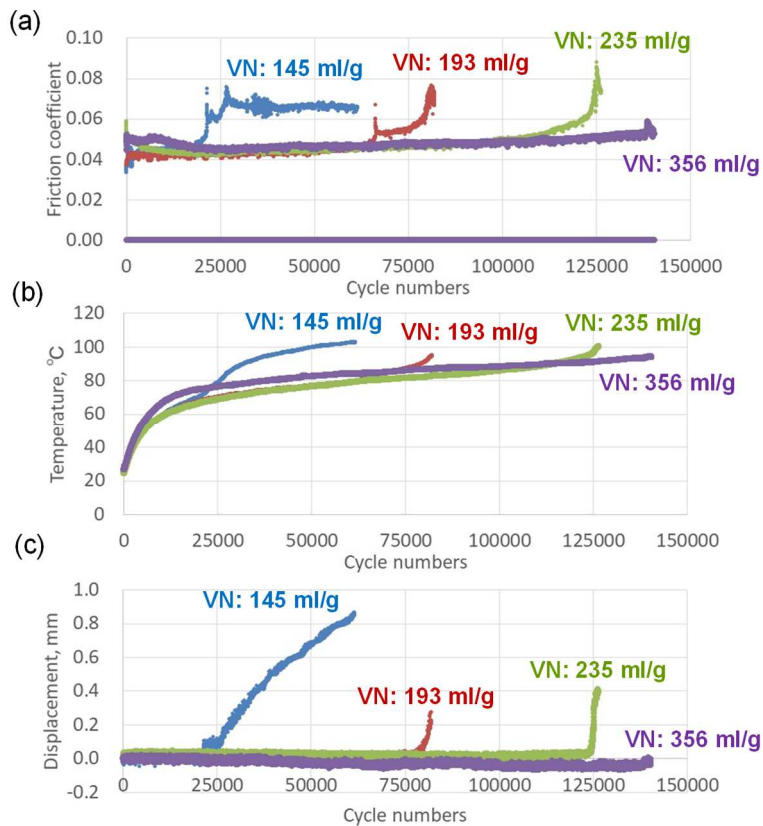 (a)
0.10
0.08
0.06
0.04
0.02
0.00
Friction coefficient
VN: 145 ml/g
VN: 193 ml/g
VN: 235 ml/g
VN: 356 ml/g
0 25000 50000 75000 100000 125000 150000
Cycle numbers
(b)
120
100
80
60
40
20
0
Temperature, °C
VN: 145 ml/g
VN: 193 ml/g
VN: 235 ml/g
VN: 356 ml/g
0 25000 50000 75000 100000 125000 150000
Cycle numbers
(c)
1.0
0.8
0.6
0.4
0.2
0.0
-0.2
Displacement, mm
VN: 145 ml/g
VN: 193 ml/g
VN: 235 ml/g
VN: 356 ml/g
0 25000 50000 75000 100000 125000 150000
Cycle numbers